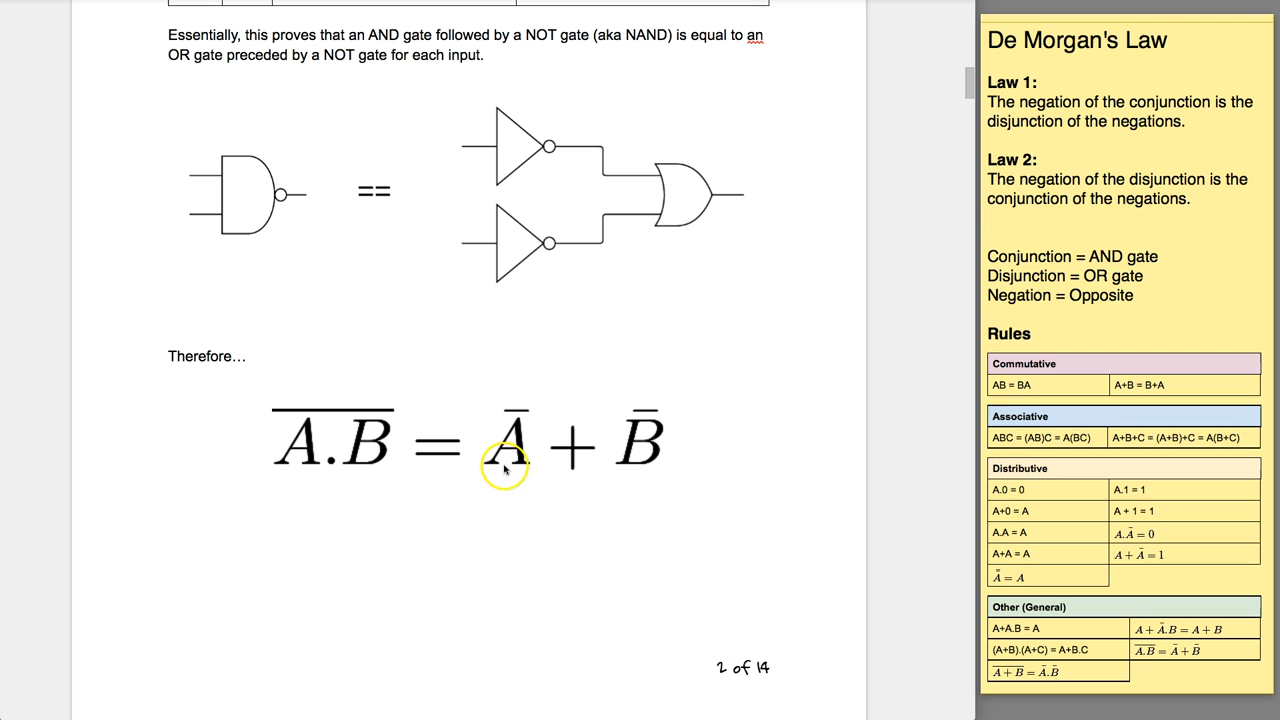 Essentially, this proves that an AND gate followed by a NOT gate (aka NAND) is equal to an
OR gate preceded by a NOT gate for each input.
==
Therefore...
A̅.̅B̅ = A̅ + B̅
2 of 14
De Morgan's Law
Law 1:
The negation of the conjunction is the
disjunction of the negations.
Law 2:
The negation of the disjunction is the
conjunction of the negations.
Conjunction = AND gate
Disjunction = OR gate
Negation = Opposite
Rules
Commutative
AB = BA
A+B = B+A
Associative
ABC = (AB)C = A(BC)
A+B+C = (A+B)+C = A(B+C)
Distributive
A.0 = 0
A.1 = 1
A+0 = A
A + 1 = 1
A.A = A
A.A̅ = 0
A+A = A
A + A̅ = 1
A̿ = A
Other (General)
A+A.B = A
A + A̅.B = A + B
(A+B).(A+C) = A+B.C
A̅.̅B̅ = A̅ + B̅
A̅ ̅+̅ ̅B̅ = A̅.B̅